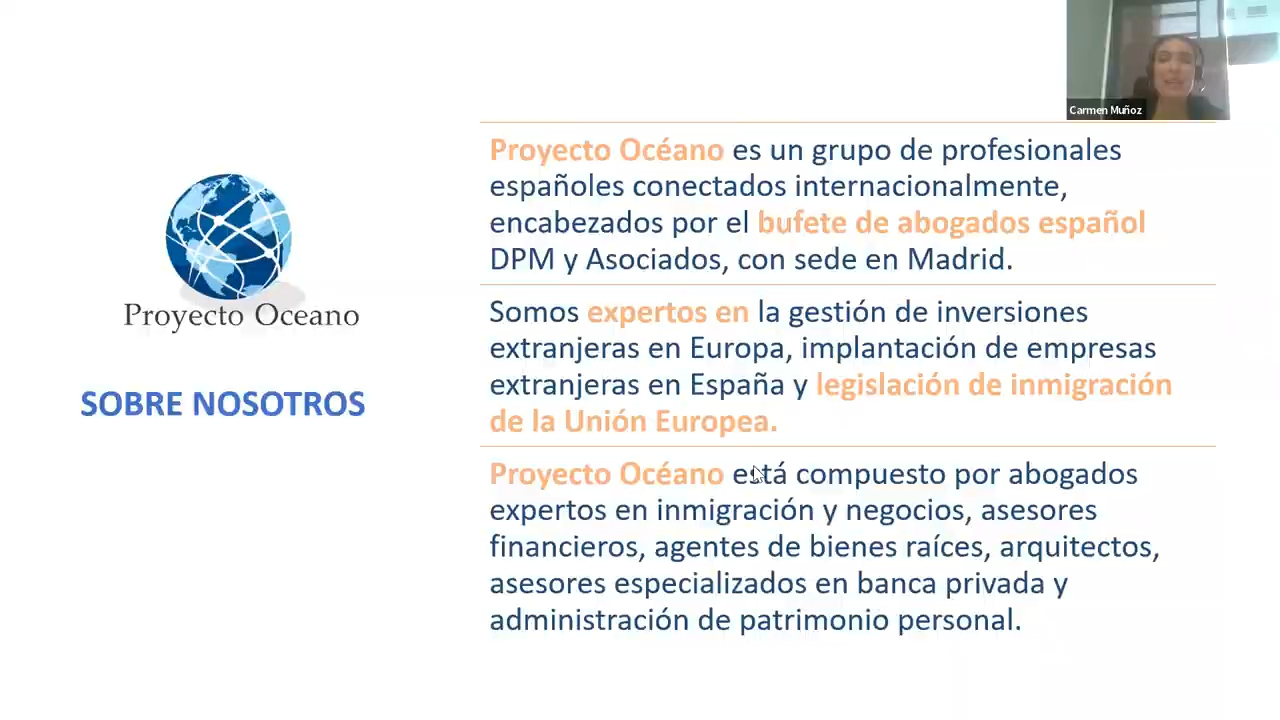 Carmen Muñoz
Proyecto Océano es un grupo de profesionales
españoles conectados internacionalmente,
encabezados por el bufete de abogados español
DPM y Asociados, con sede en Madrid.
Proyecto Oceano
SOBRE NOSOTROS
Somos expertos en la gestión de inversiones
extranjeras en Europa, implantación de empresas
extranjeras en España y legislación de inmigración
de la Unión Europea.
Proyecto Océano está compuesto por abogados
expertos en inmigración y negocios, asesores
financieros, agentes de bienes raíces, arquitectos,
asesores especializados en banca privada y
administración de patrimonio personal.